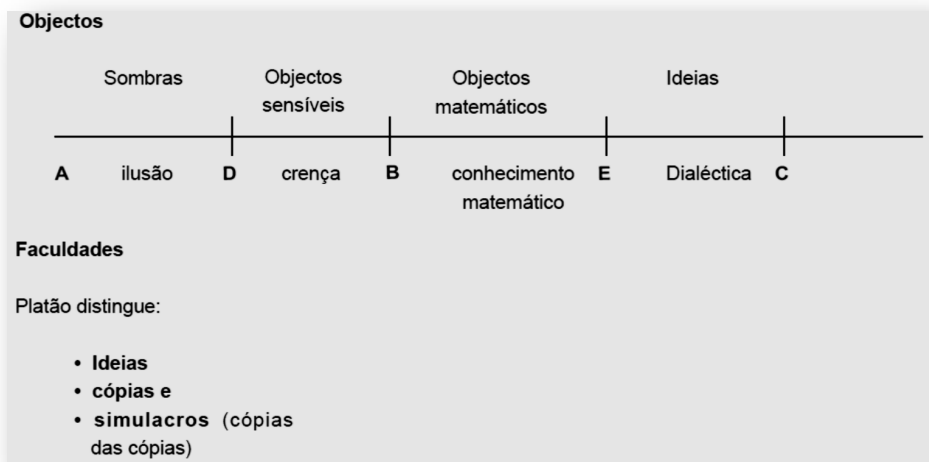 Objectos
Sombras Objectos Objectos Ideias
sensíveis matemáticos
A ilusão D crença B conhecimento E Dialéctica C
matemático
Faculdades
Platão distingue:
• Ideias
• cópias e
• simulacros (cópias
das cópias)